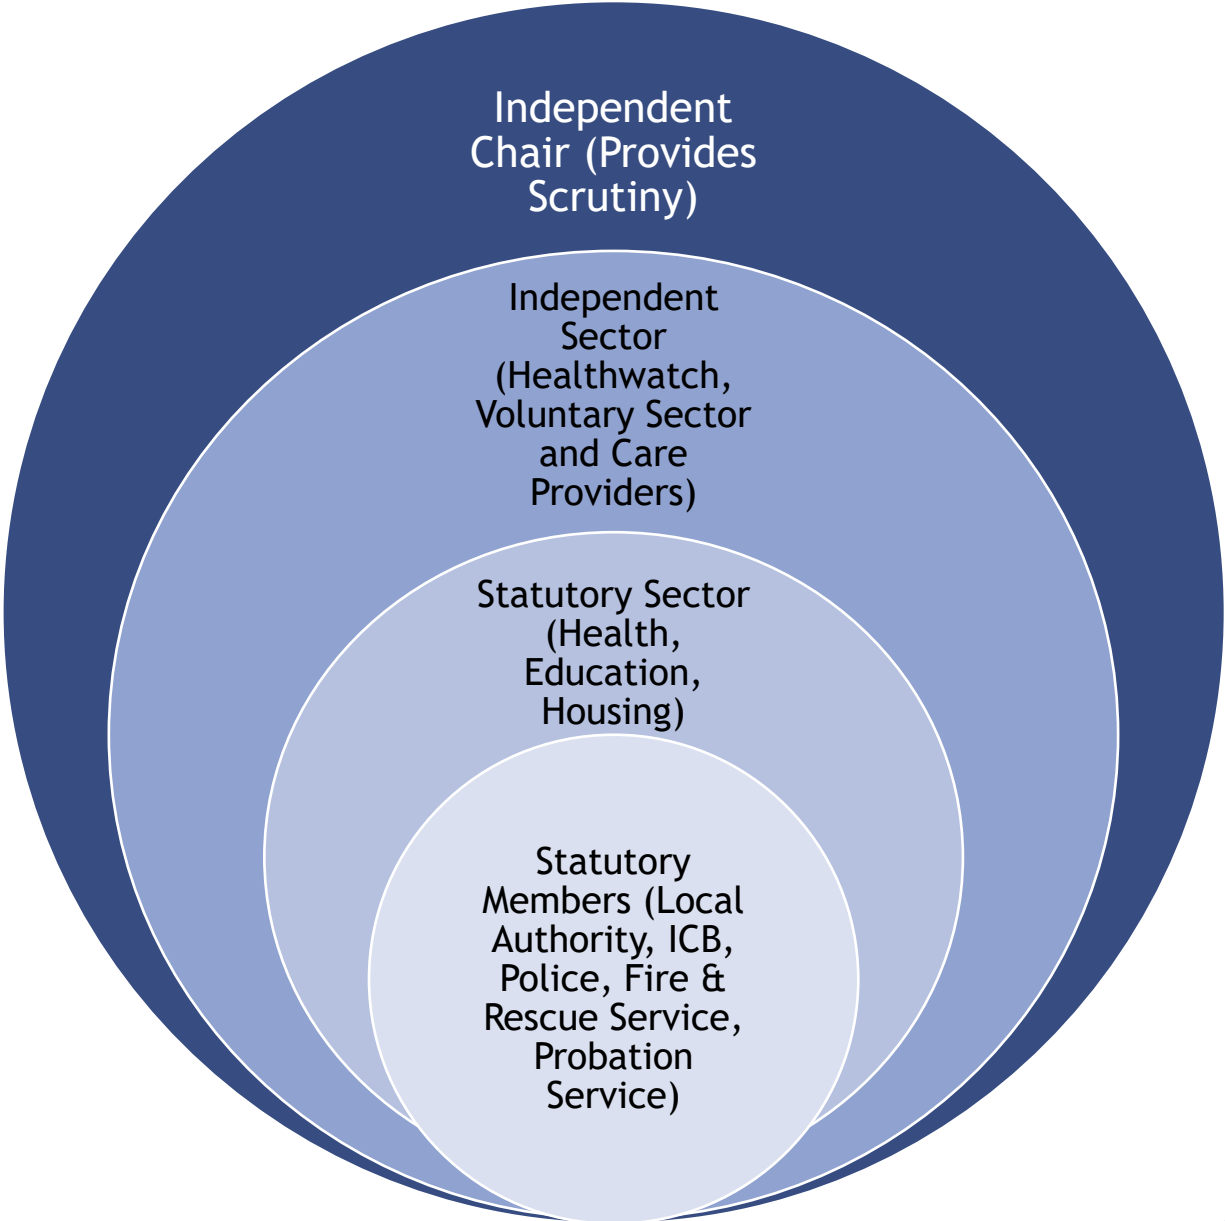 Independent
Chair (Provides
Scrutiny)
Independent
Sector
(Healthwatch,
Voluntary Sector
and Care
Providers)
Statutory Sector
(Health,
Education,
Housing)
Statutory
Members (Local
Authority, ICB,
Police, Fire &
Rescue Service,
Probation
Service)